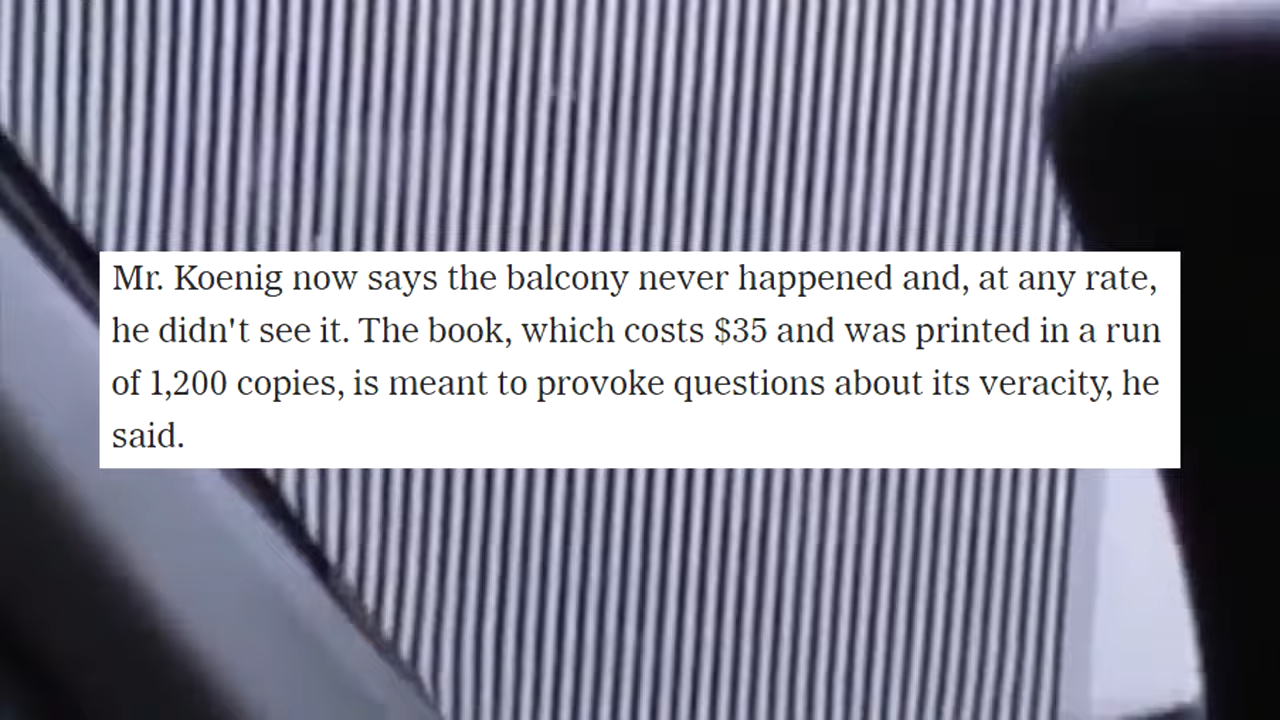 Mr. Koenig now says the balcony never happened and, at any rate,
he didn't see it. The book, which costs $35 and was printed in a run
of 1,200 copies, is meant to provoke questions about its veracity, he
said.